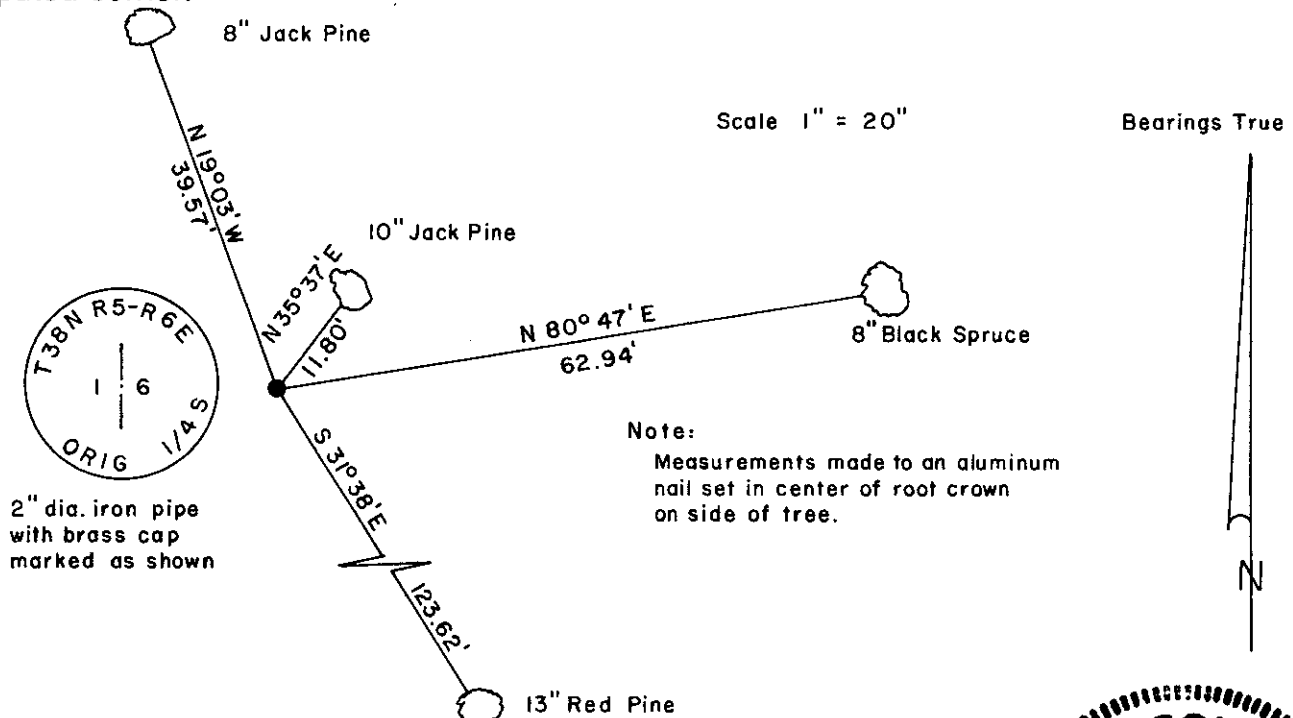 8" Jack Pine
Scale 1" = 20"
Bearings True
N 19°03' W
39.57'
10" Jack Pine
N 35°37' E
11.80'
N 80° 47' E
62.94'
8" Black Spruce
T38N R5-R6E
1 6
ORIG 1/4 S
2" dia. iron pipe
with brass cap
marked as shown
S 31°38' E
123.62'
Note:
Measurements made to an aluminum
nail set in center of root crown
on side of tree.
N
13" Red Pine